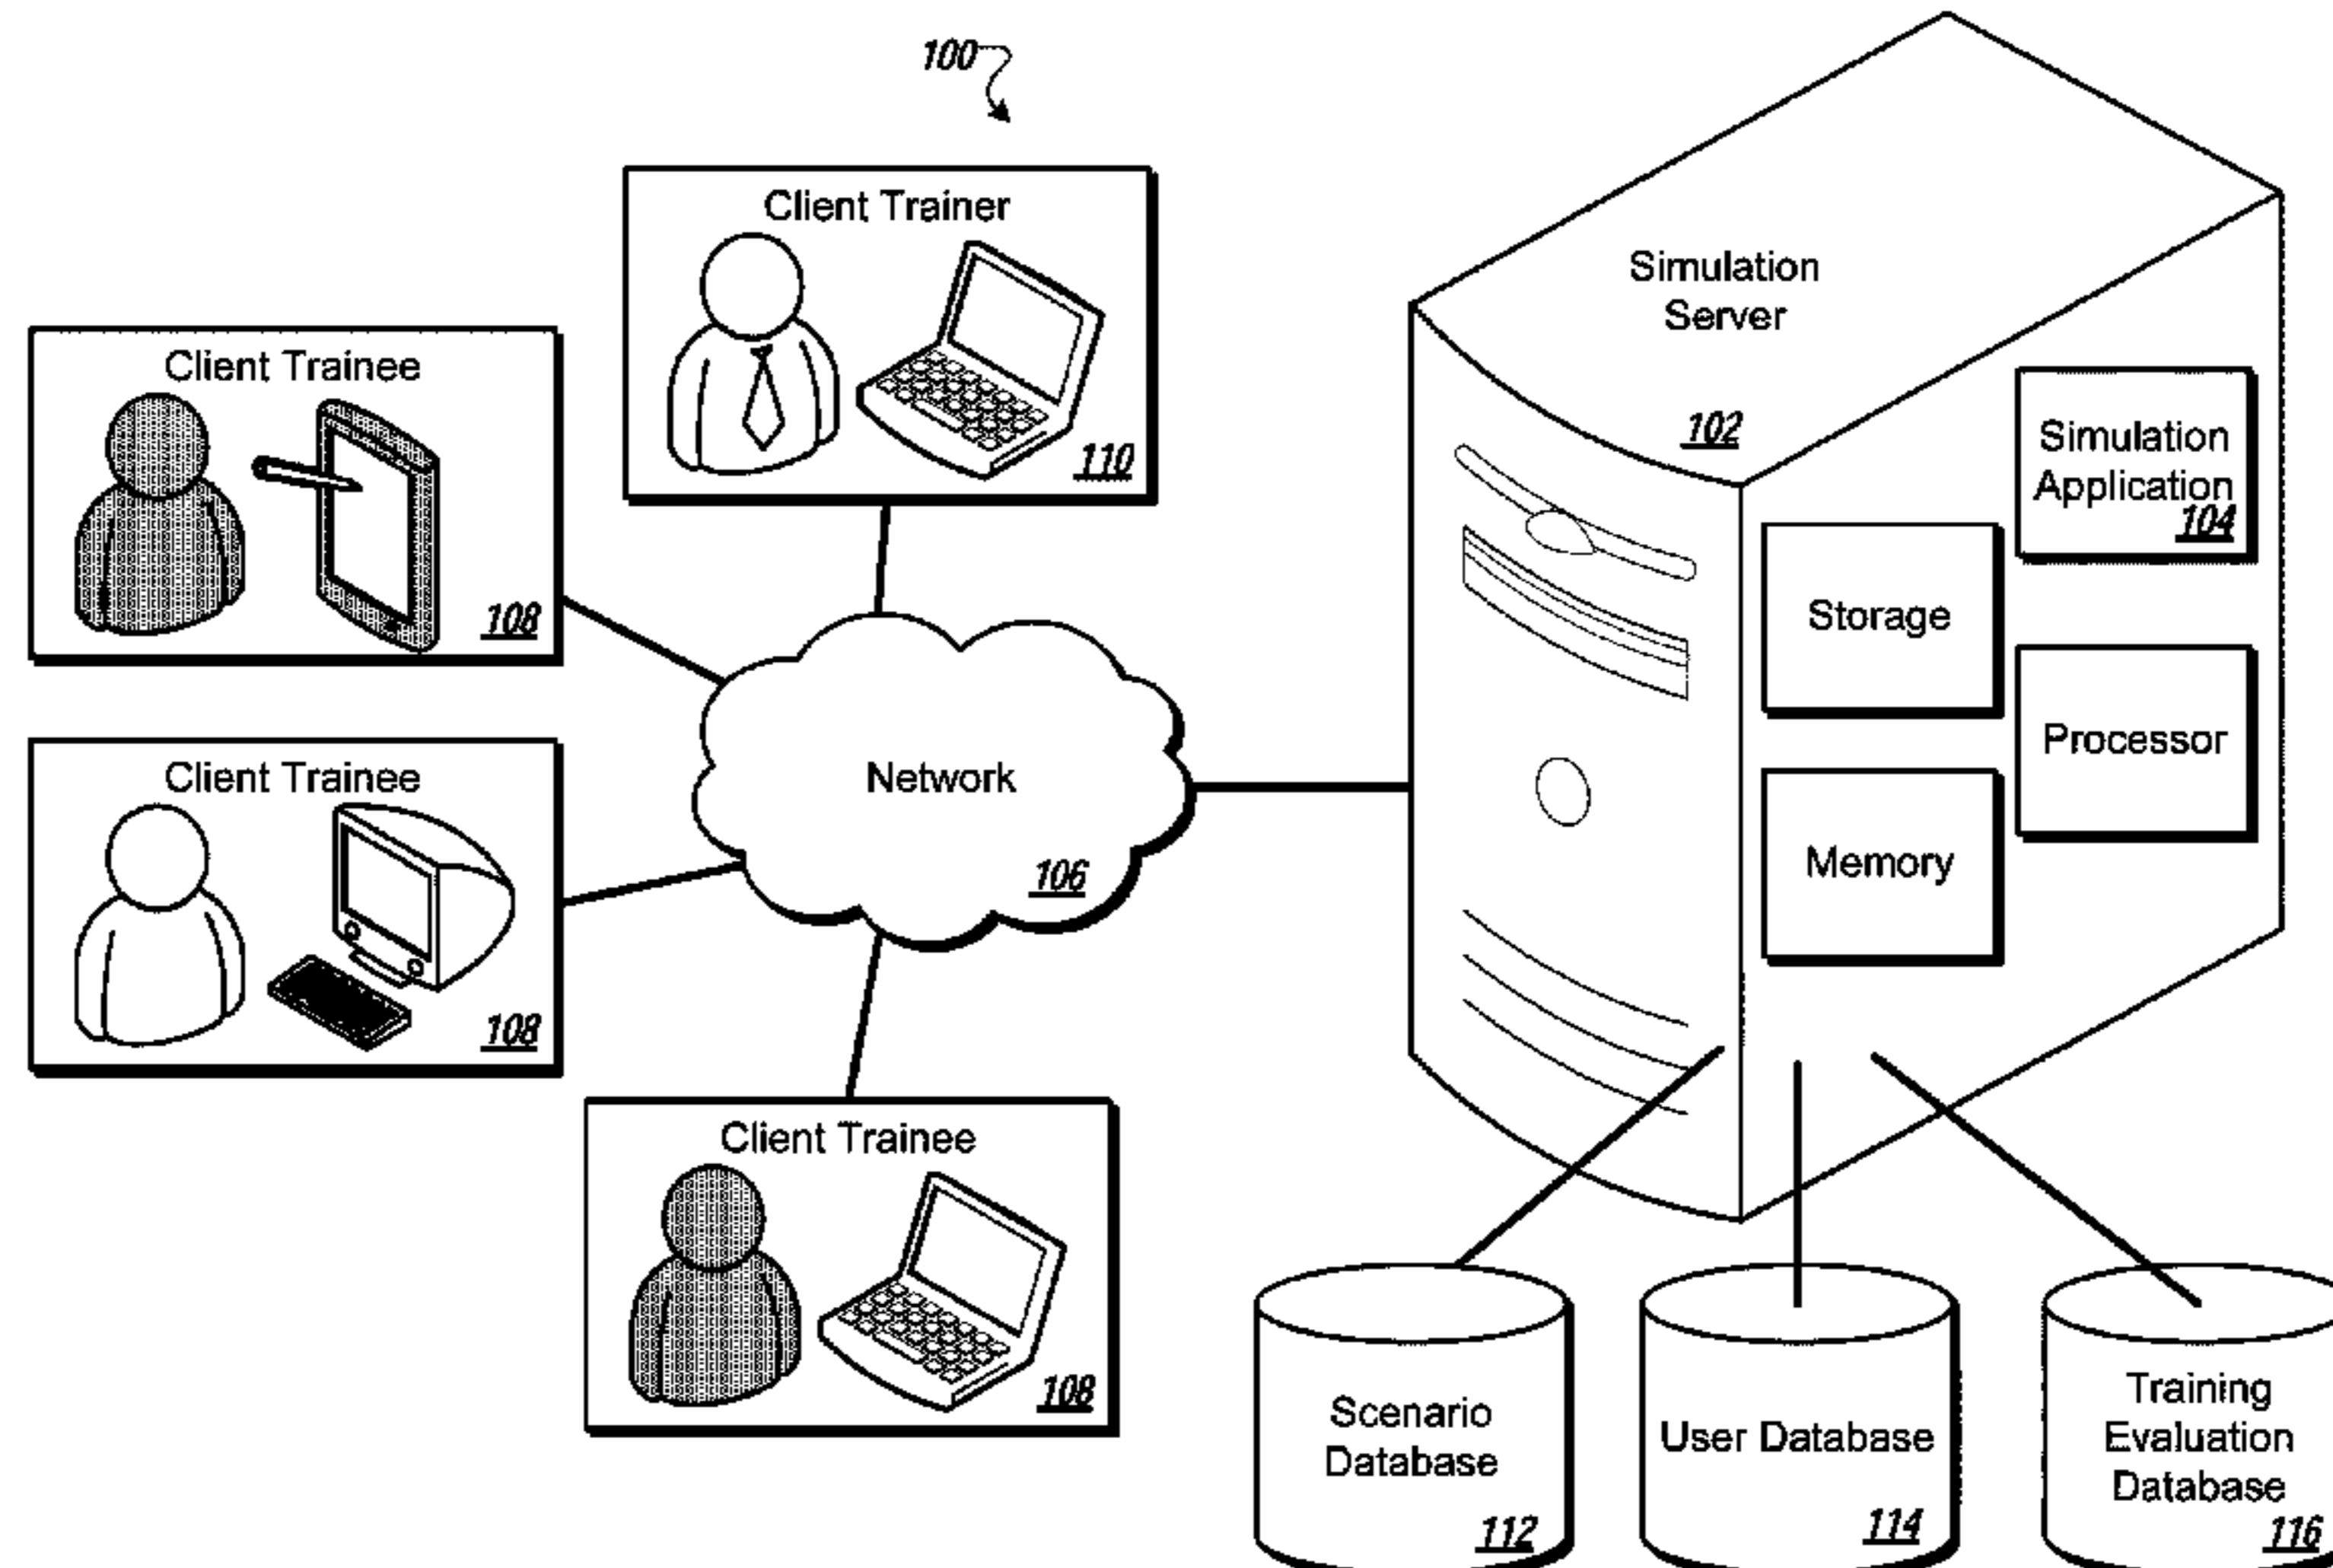 100
Client Trainer
110
Client Trainee
108
Client Trainee
108
Client Trainee
108
Network
106
Simulation
Server
102
Simulation
Application
104
Storage
Processor
Memory
Scenario
Database
112
User Database
114
Training
Evaluation
Database
116